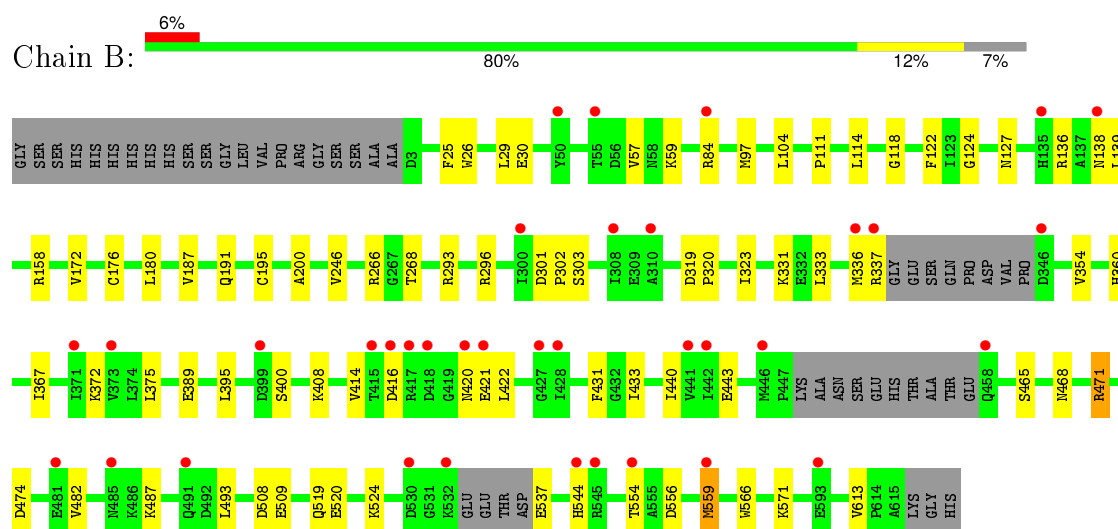 6%
Chain B:
80% 12% 7%
GLY SER SER HIS HIS HIS HIS HIS HIS SER SER GLY LEU VAL PRO ARG GLY SER SER ALA ALA D3 F25 W26 L29 E30 Y50 T55 D56 V57 N58 K59 R84 M97 L104 P111 L114 G118 F122 I123 G124 N127 H135 R136 A137 N138 L139
R158 V172 C176 L180 V187 Q191 C195 A200 V246 R266 G267 T268 R293 R296 I300 D301 P302 S303 I308 E309 A310 D319 P320 I323 K331 E332 L333 M336 R337 GLY GLU SER GLN PRO ASP VAL PRO D346 V354 H360
I367 I371 K372 V373 L374 L375 E389 L395 D399 S400 K408 V414 T415 D416 R417 D418 G419 N420 E421 L422 G427 I428 F431 G432 I433 I440 V441 I442 E443 M446 P447 LYS ALA ASN SER GLU HIS THR ALA THR GLU Q458 S465 N468 R471
D474 E481 V482 N485 K486 K487 Q491 D492 L493 D508 E509 Q519 E520 K524 D530 G531 K532 GLU GLU THR ASP E537 H544 R545 T554 A555 D556 M559 W566 K571 E593 V613 P614 A615 LYS GLY HIS